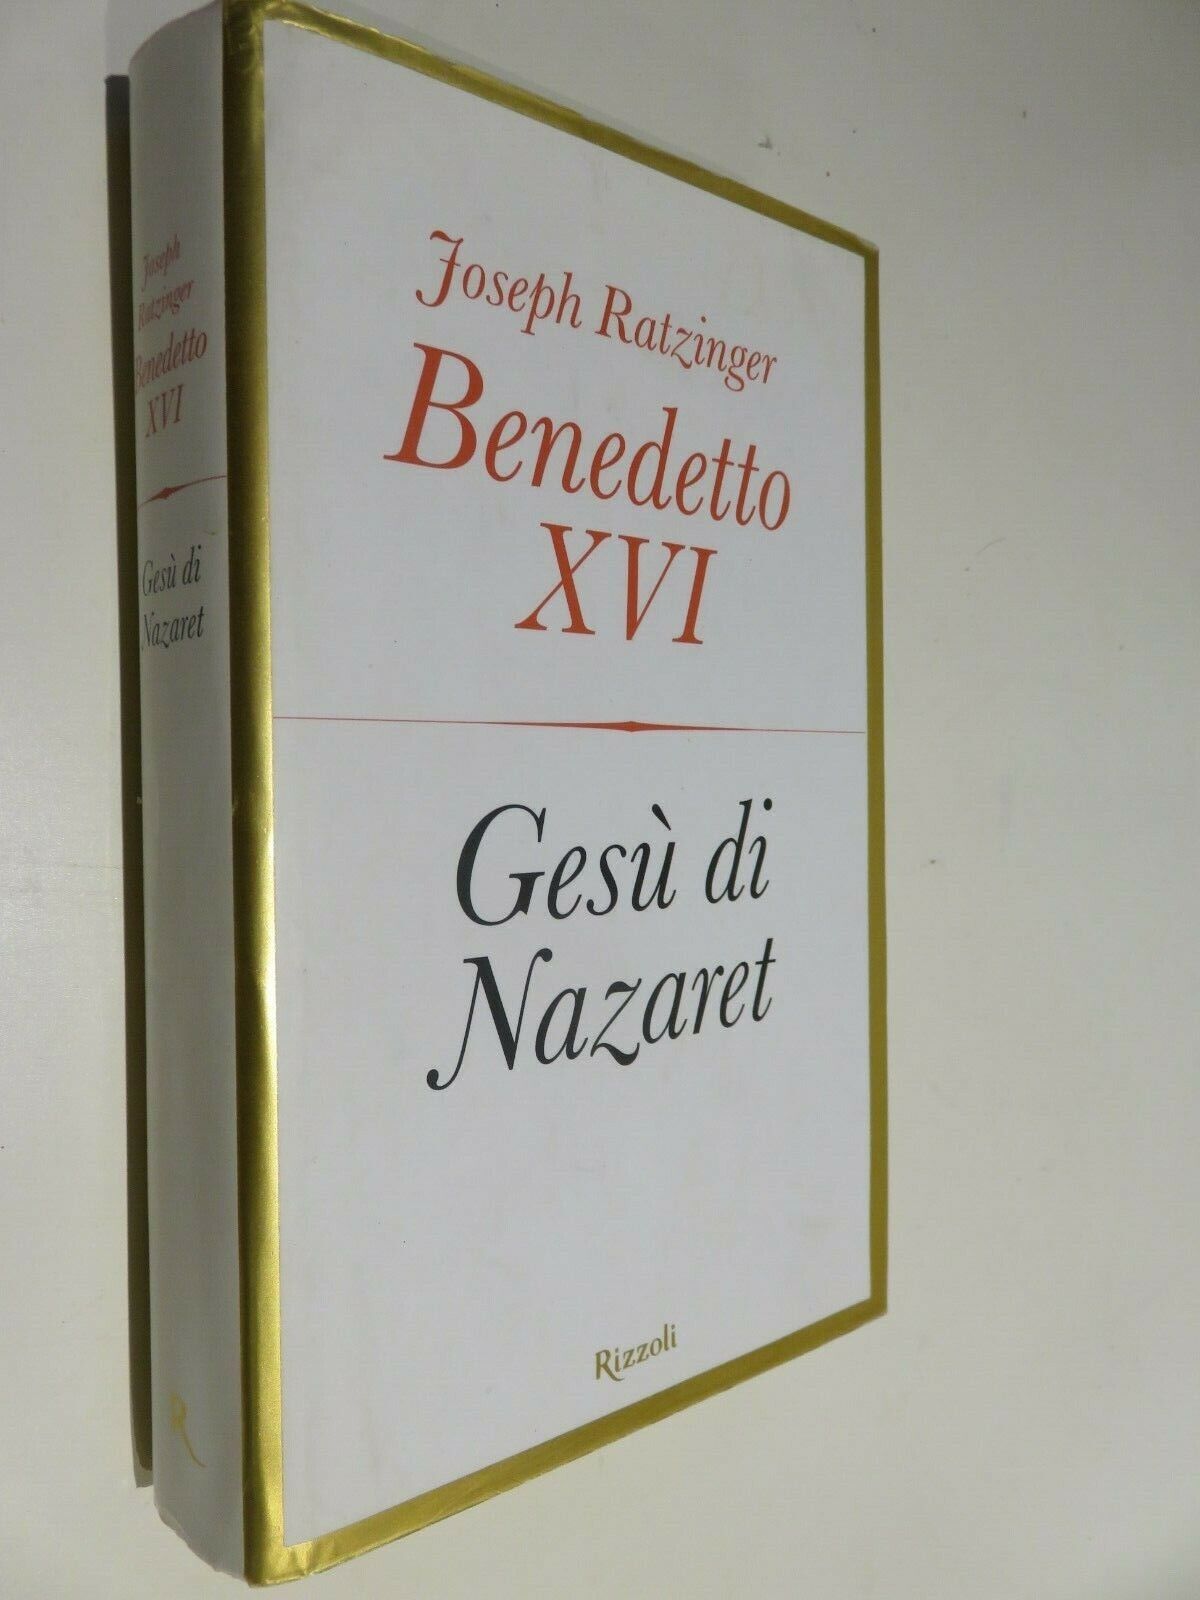 Joseph
Ratzinger
Benedetto
XVI
Gesù di
Nazaret
R
Joseph Ratzinger
Benedetto
XVI
Gesù di
Nazaret
Rizzoli